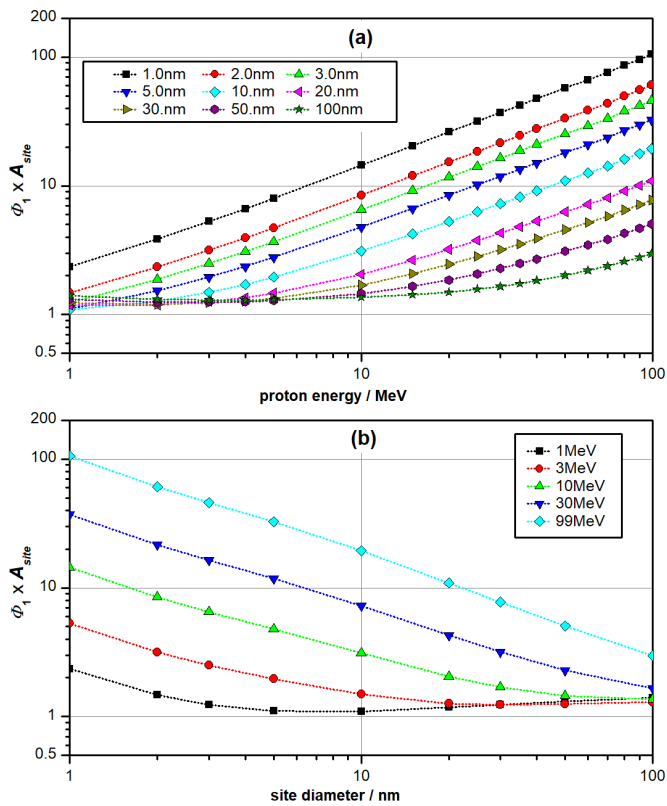 (a)
200
100
10
1
0.5
Φ1 x Asite
1.0nm 2.0nm 3.0nm
5.0nm 10.nm 20.nm
30.nm 50.nm 100nm
1 10 100
proton energy / MeV
(b)
200
100
10
1
0.5
Φ1 x Asite
1MeV
3MeV
10MeV
30MeV
99MeV
1 10 100
site diameter / nm